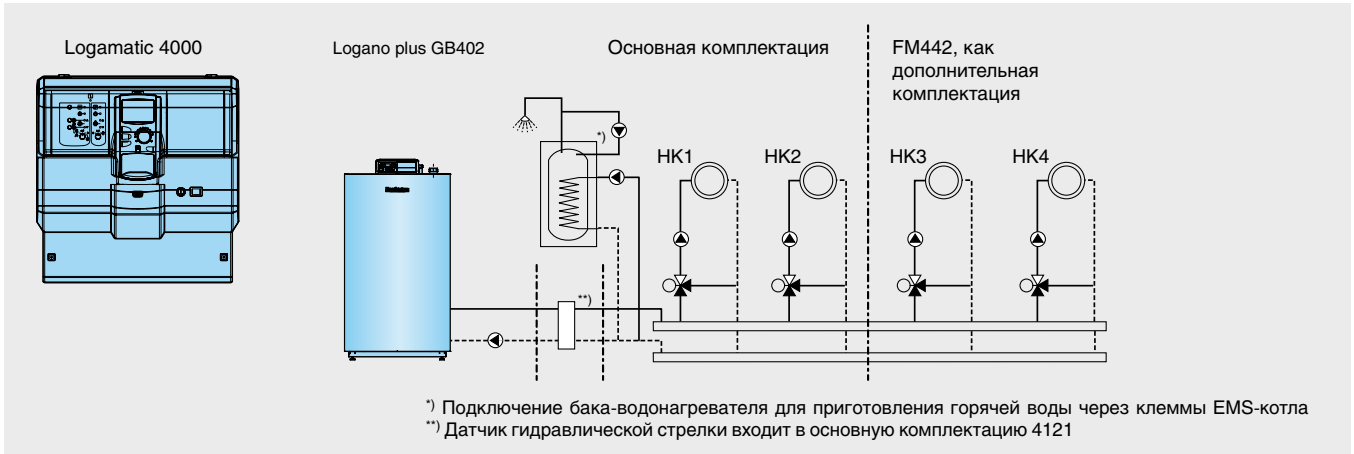 Logamatic 4000
Logano plus GB402
Основная комплектация
FM442, как
дополнительная
комплектация
*)
HK1
HK2
HK3
HK4
**)
*) Подключение бака-водонагревателя для приготовления горячей воды через клеммы EMS-котла
**) Датчик гидравлической стрелки входит в основную комплектацию 4121